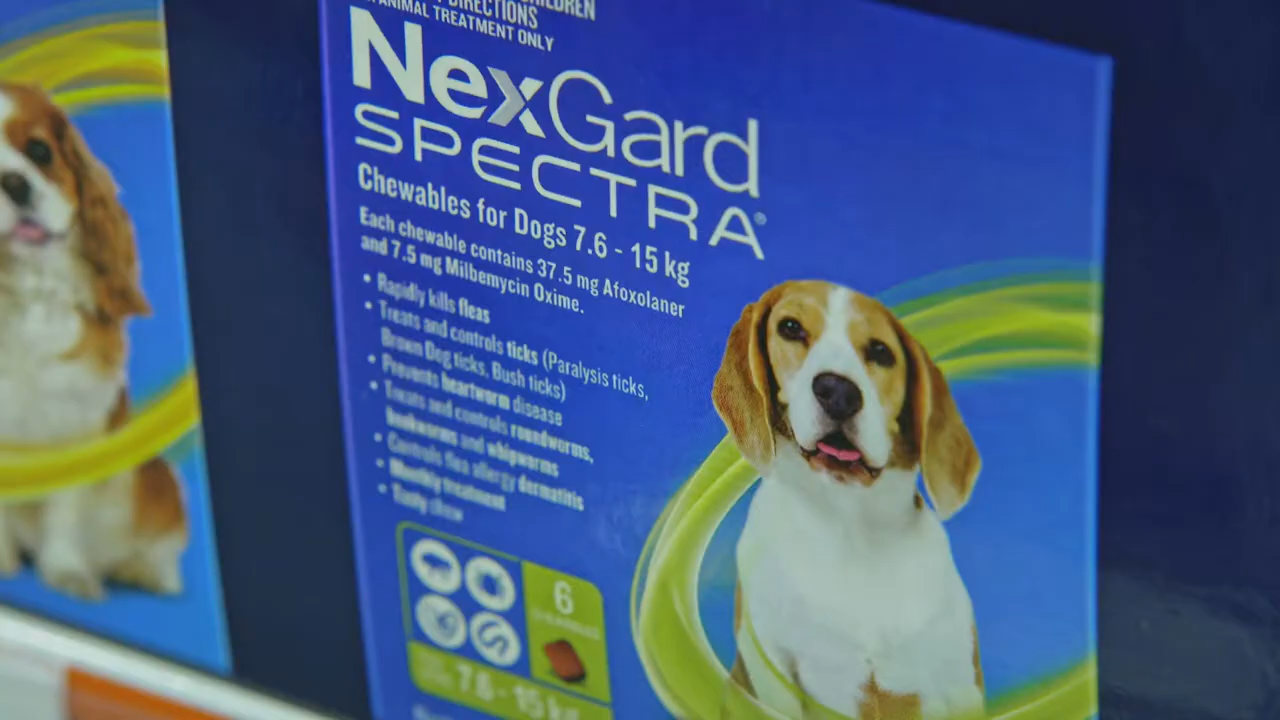 CHILDREN
DIRECTIONS
ANIMAL TREATMENT ONLY
NexGard
SPECTRA®
Chewables for Dogs 7.6 - 15 kg
Each chewable contains 37.5 mg Afoxolaner
and 7.5 mg Milbemycin Oxime.
• Rapidly kills fleas
• Treats and controls ticks (Paralysis ticks,
Brown Dog ticks, Bush ticks)
• Prevents heartworm disease
• Treats and controls roundworms,
hookworms and whipworms
• Controls flea allergy dermatitis
• Monthly treatment
• Tasty chew
6
7.6 - 15 kg